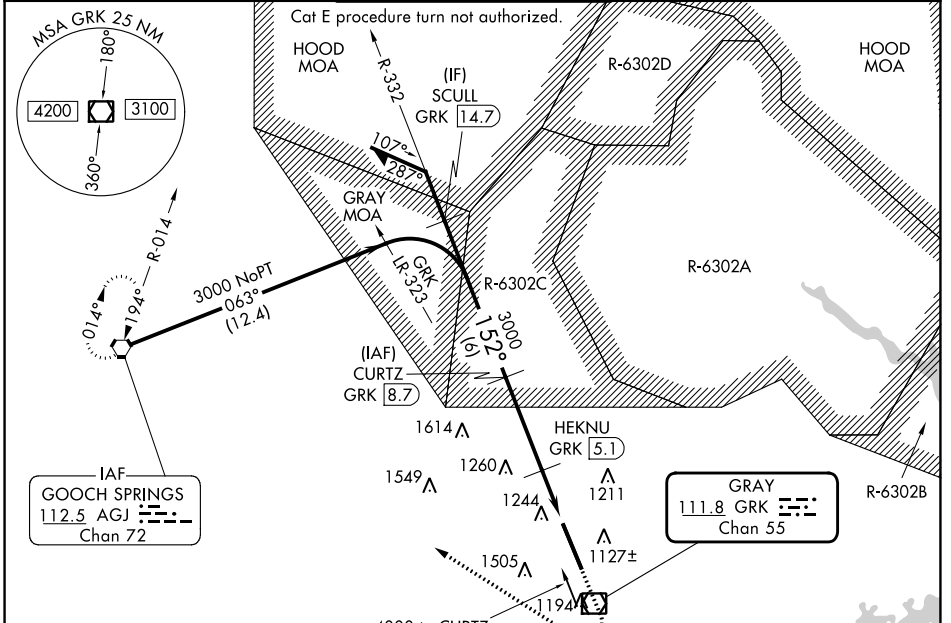 Cat E procedure turn not authorized.
MSA GRK 25 NM
180°
4200
3100
360°
HOOD
MOA
R-332
(IF)
SCULL
GRK 14.7
R-6302D
HOOD
MOA
107°
287°
GRAY
MOA
R-014
194°
014°
3000 NoPT
063°
(12.4)
GRK
LR-323
R-6302C
R-6302A
3000
152°
(6)
(IAF)
CURTZ
GRK 8.7
1614
HEKNU
GRK 5.1
1260
1549
1244
1211
IAF
GOOCH SPRINGS
112.5 AGJ
Chan 72
GRAY
111.8 GRK
Chan 55
R-6302B
1127±
1505
1194